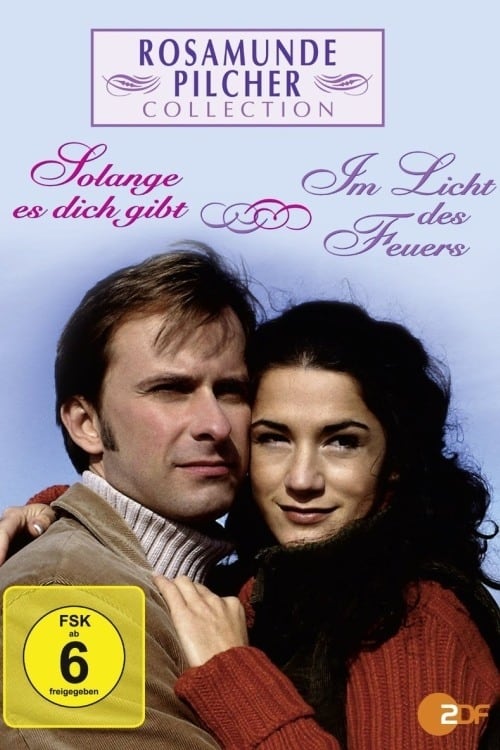 ROSAMUNDE
PILCHER
COLLECTION
Solange
es dich gibt
Im Licht
des
Feuers
FSK
ab
6
freigegeben
2DF